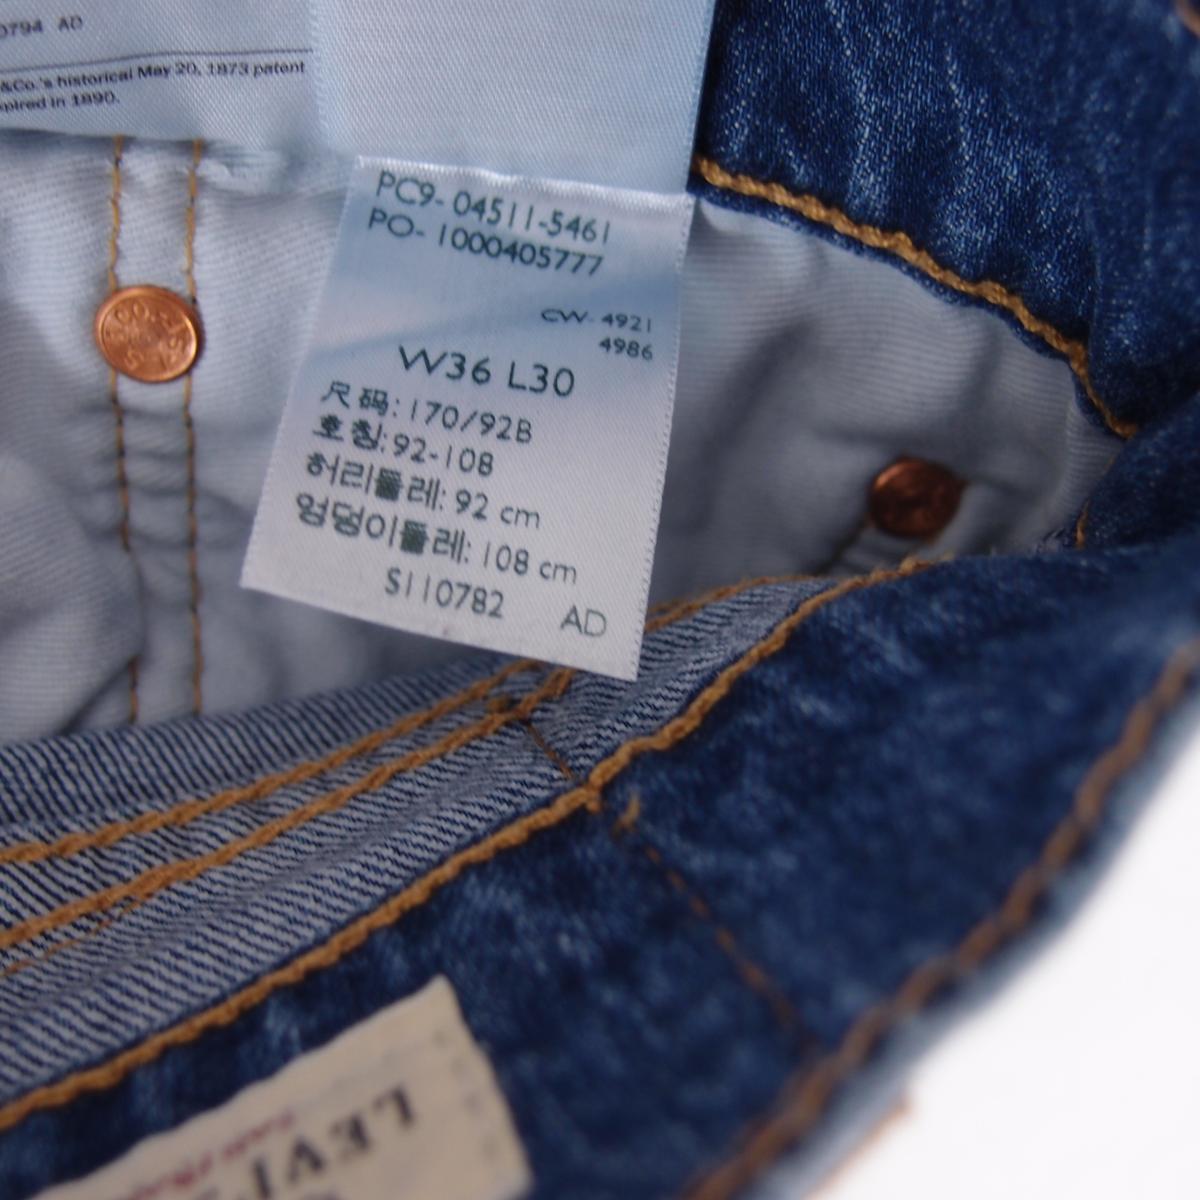 0794 AD
&Co.'s historical May 20, 1873 patent
expired in 1890.
PC9-04511-5461
PO-1000405777
CW-4921
4986
W36 L30
尺码: 170/92B
호칭: 92-108
허리둘레: 92 cm
엉덩이둘레: 108 cm
S110782 AD
LEVI'S